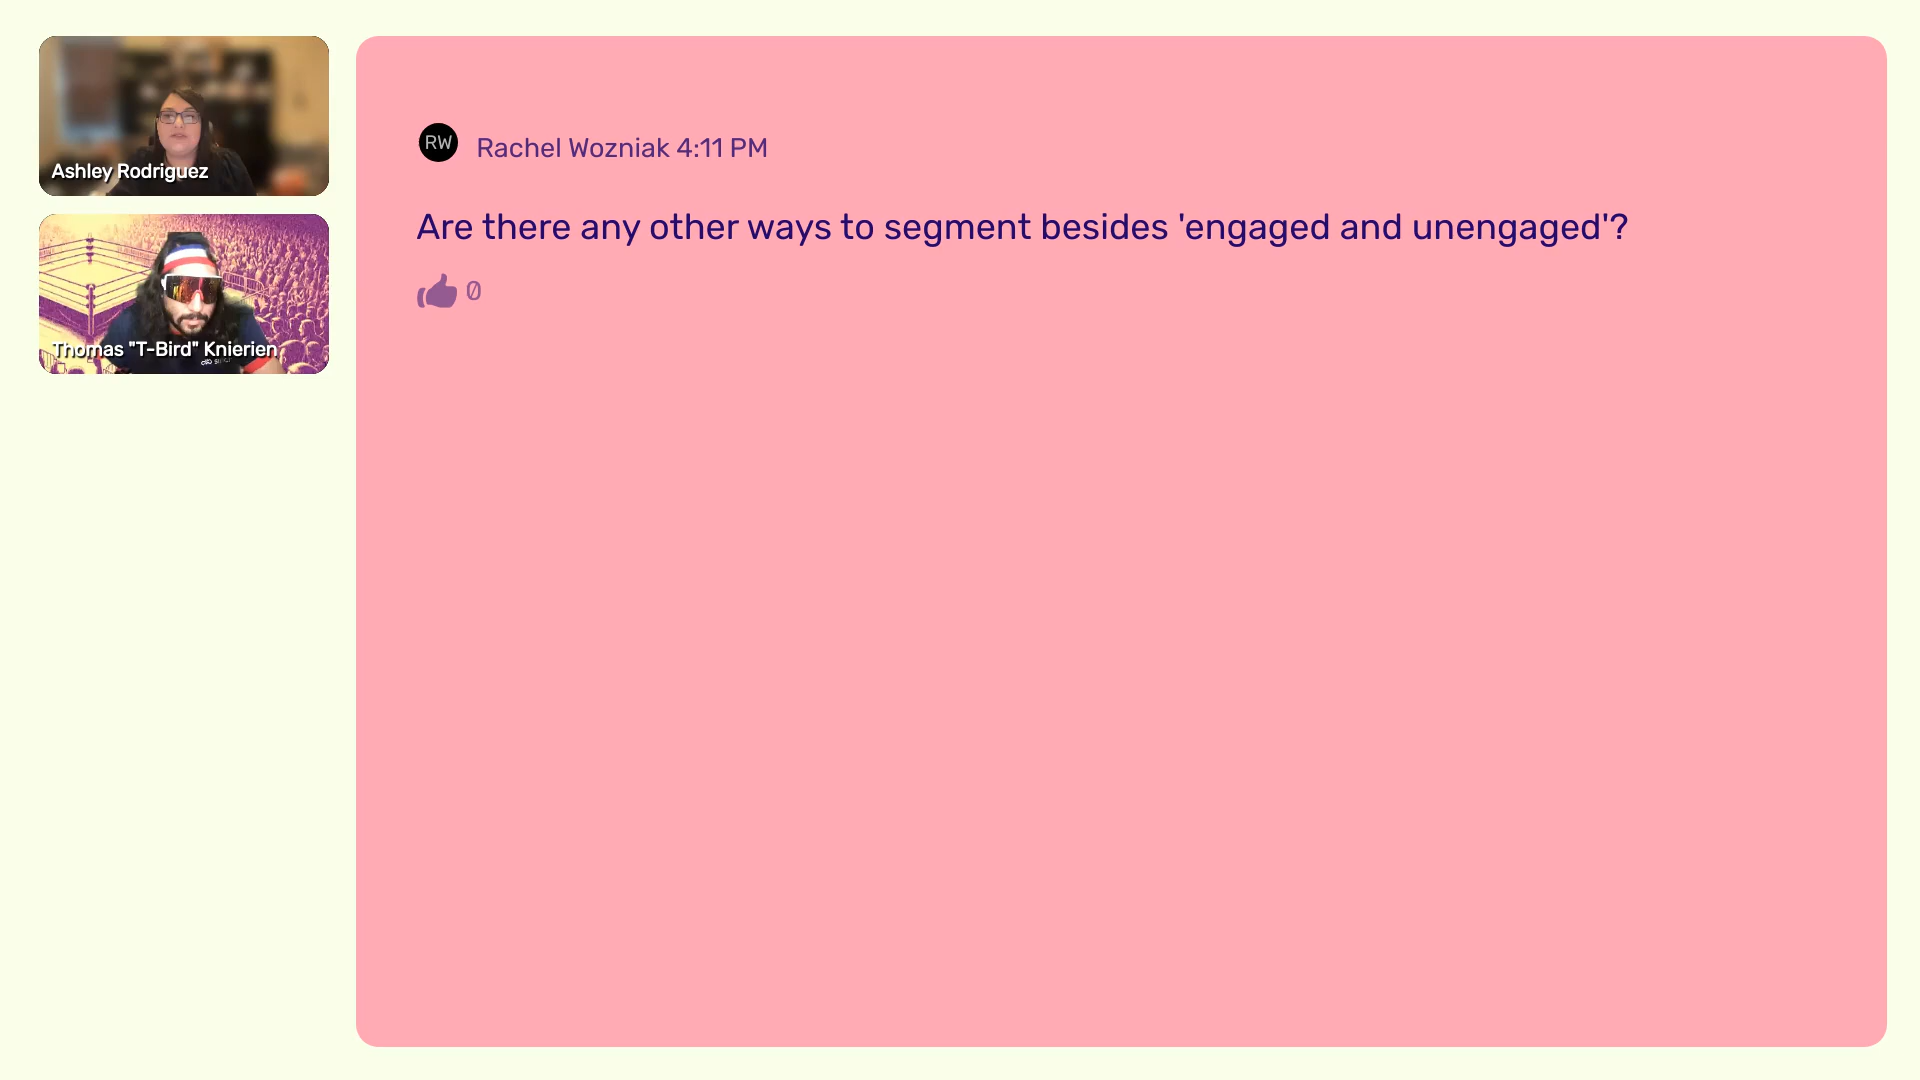 Ashley Rodriguez
Thomas "T-Bird" Knierien
RW
Rachel Wozniak 4:11 PM
Are there any other ways to segment besides 'engaged and unengaged'?
0